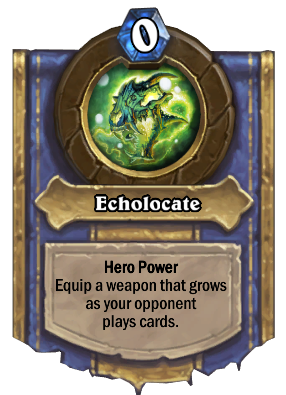 0
Echolocate
Hero Power
Equip a weapon that grows
as your opponent
plays cards.